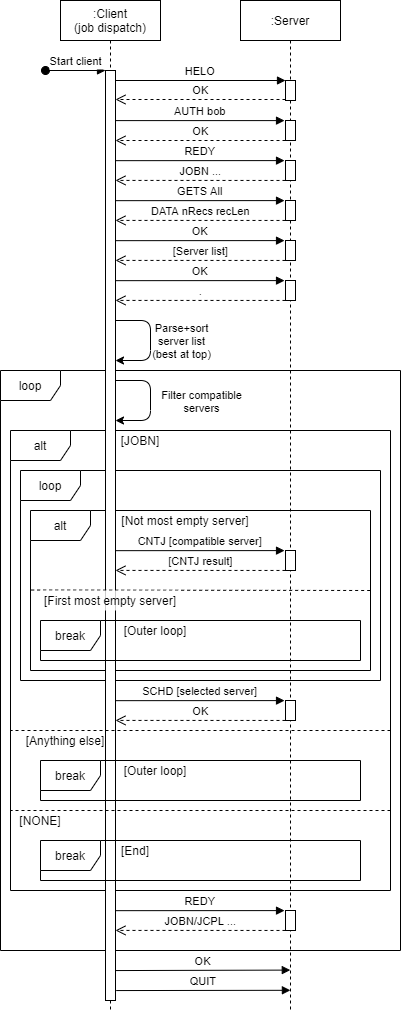 :Client
(job dispatch)
:Server
Start client
HELO
OK
AUTH bob
OK
REDY
JOBN ...
GETS All
DATA nRecs recLen
OK
[Server list]
OK
.
Parse+sort
server list
(best at top)
loop
Filter compatible
servers
alt
[JOBN]
loop
alt
[Not most empty server]
CNTJ [compatible server]
[CNTJ result]
[First most empty server]
break
[Outer loop]
SCHD [selected server]
OK
[Anything else]
break
[Outer loop]
[NONE]
break
[End]
REDY
JOBN/JCPL ...
OK
QUIT